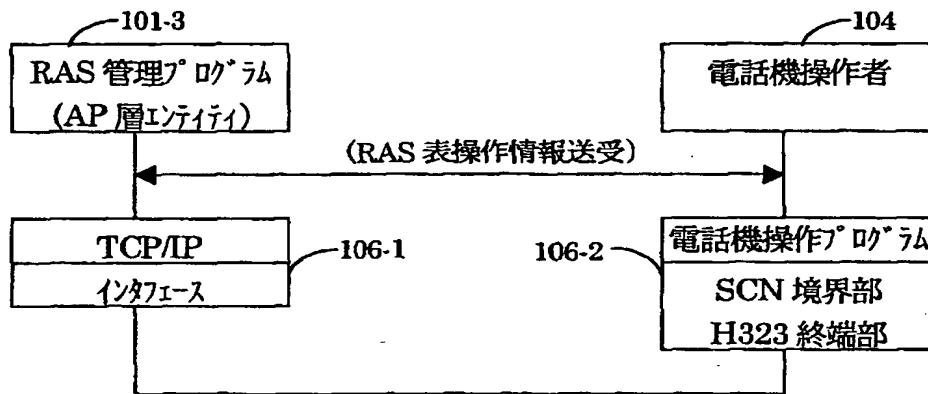 101-3
104
RAS 管理ﾌﾟﾛｸﾞﾗﾑ
(AP 層ｴﾝﾃｨﾃｨ)
電話機操作者
(RAS 表操作情報送受)
TCP/IP
ｲﾝﾀﾌｪｰｽ
106-1
106-2
電話機操作ﾌﾟﾛｸﾞﾗﾑ
SCN 境界部
H323 終端部